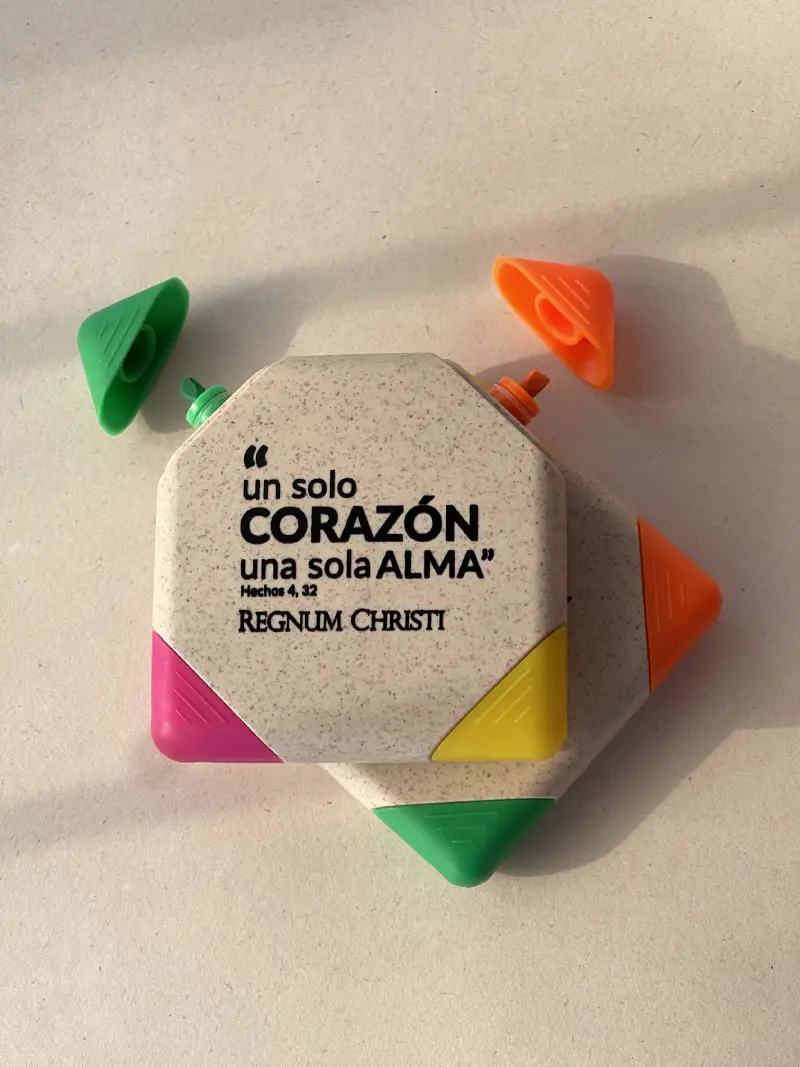 “
un solo
CORAZÓN
una sola ALMA”
Hechos 4, 32
REGNUM CHRISTI